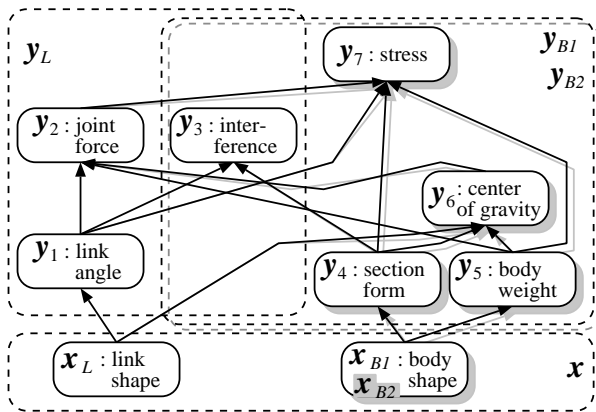 y_L
y_7 : stress
y_B1
y_B2
y_2 : joint
force
y_3 : inter-
ference
y_6 : center
of gravity
y_1 : link
angle
y_4 : section
form
y_5 : body
weight
x_L : link
shape
x_B1 : body
x_B2 shape
x